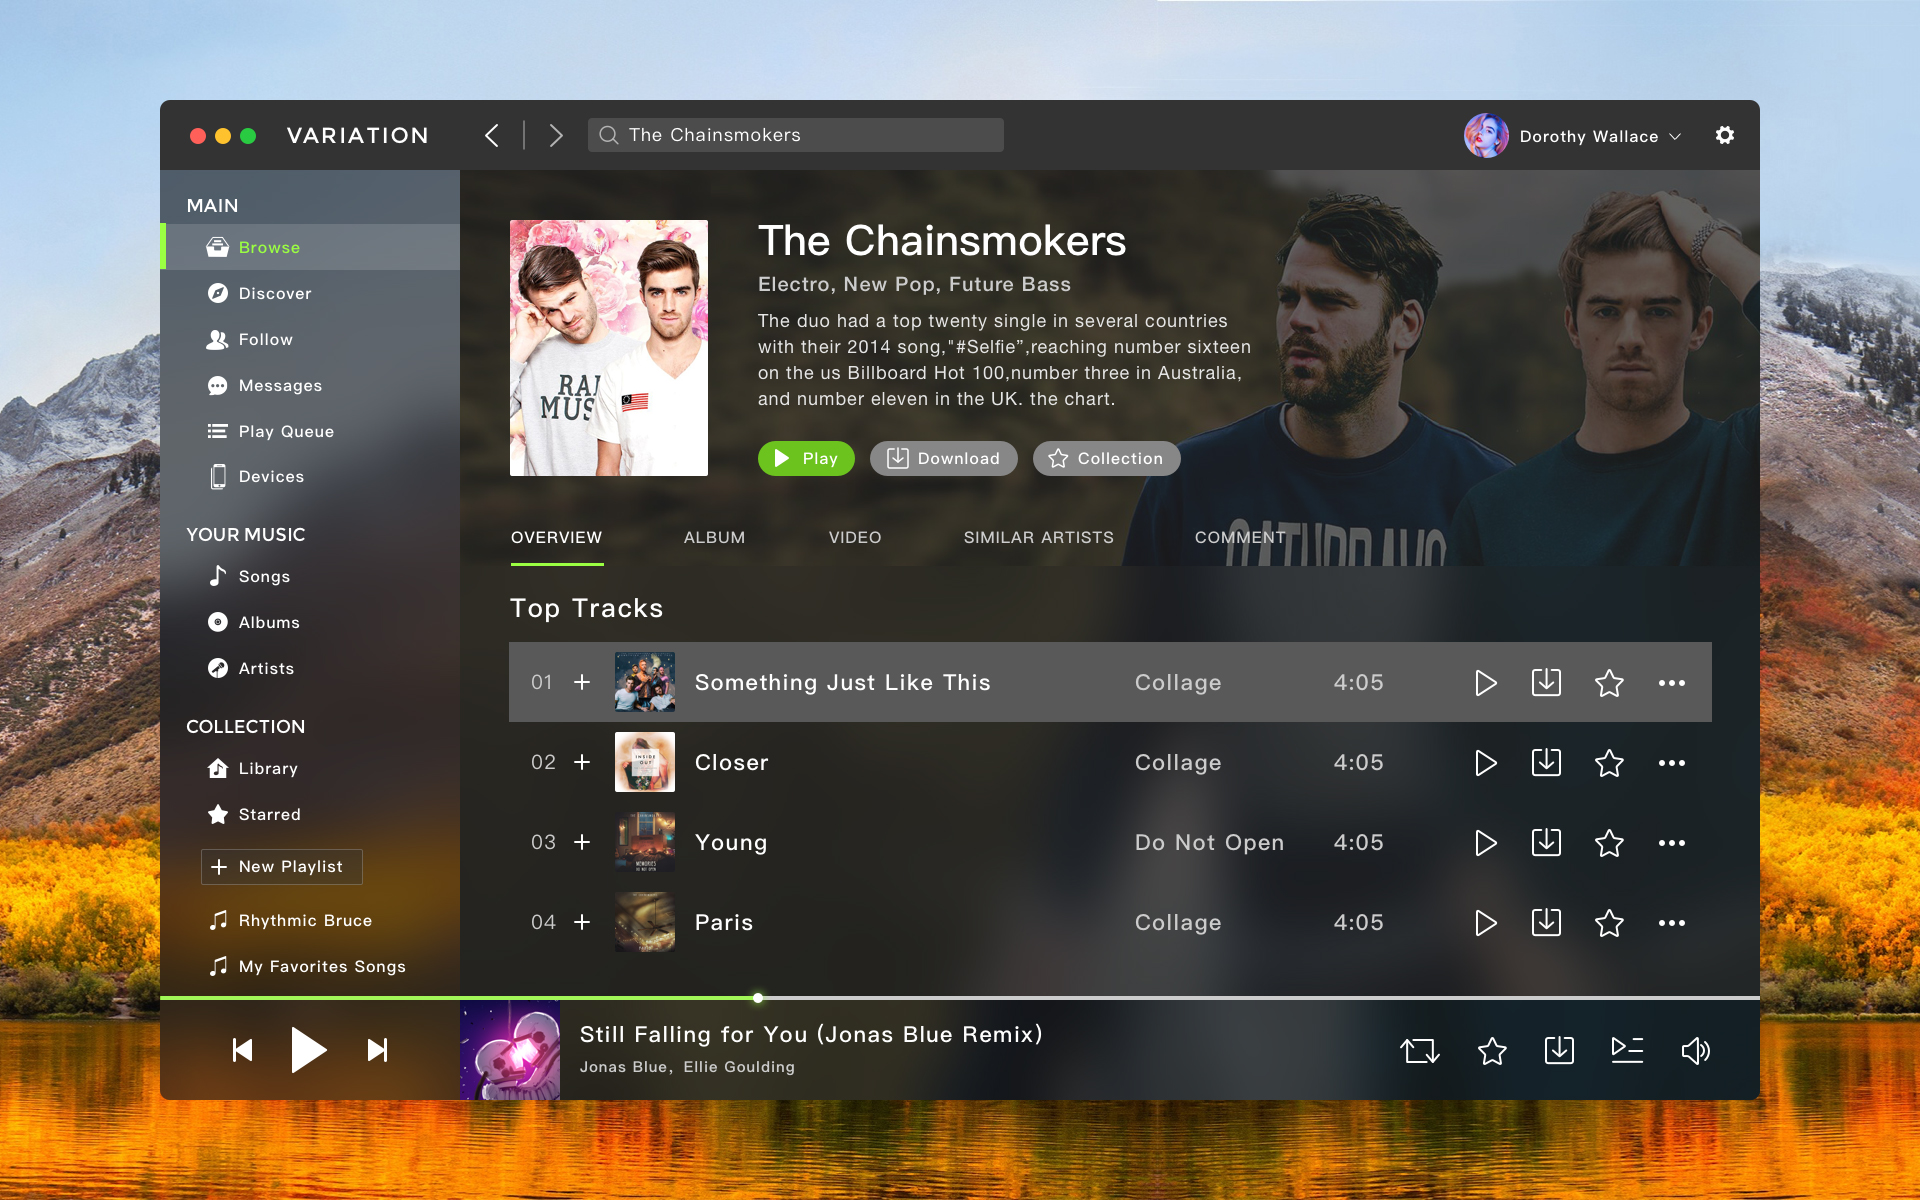 VARIATION
The Chainsmokers
Dorothy Wallace
MAIN
Browse
Discover
Follow
Messages
Play Queue
Devices
YOUR MUSIC
Songs
Albums
Artists
COLLECTION
Library
Starred
New Playlist
Rhythmic Bruce
My Favorites Songs
The Chainsmokers
Electro, New Pop, Future Bass
The duo had a top twenty single in several countries
with their 2014 song,"#Selfie”,reaching number sixteen
on the us Billboard Hot 100,number three in Australia,
and number eleven in the UK. the chart.
Play
Download
Collection
OVERVIEW
ALBUM
VIDEO
SIMILAR ARTISTS
COMMENT
Top Tracks
01 Something Just Like This Collage 4:05
02 INSIDE OUT Closer Collage 4:05
03 MEMORIES DO NOT OPEN Young Do Not Open 4:05
04 Paris Collage 4:05
Still Falling for You (Jonas Blue Remix)
Jonas Blue, Ellie Goulding